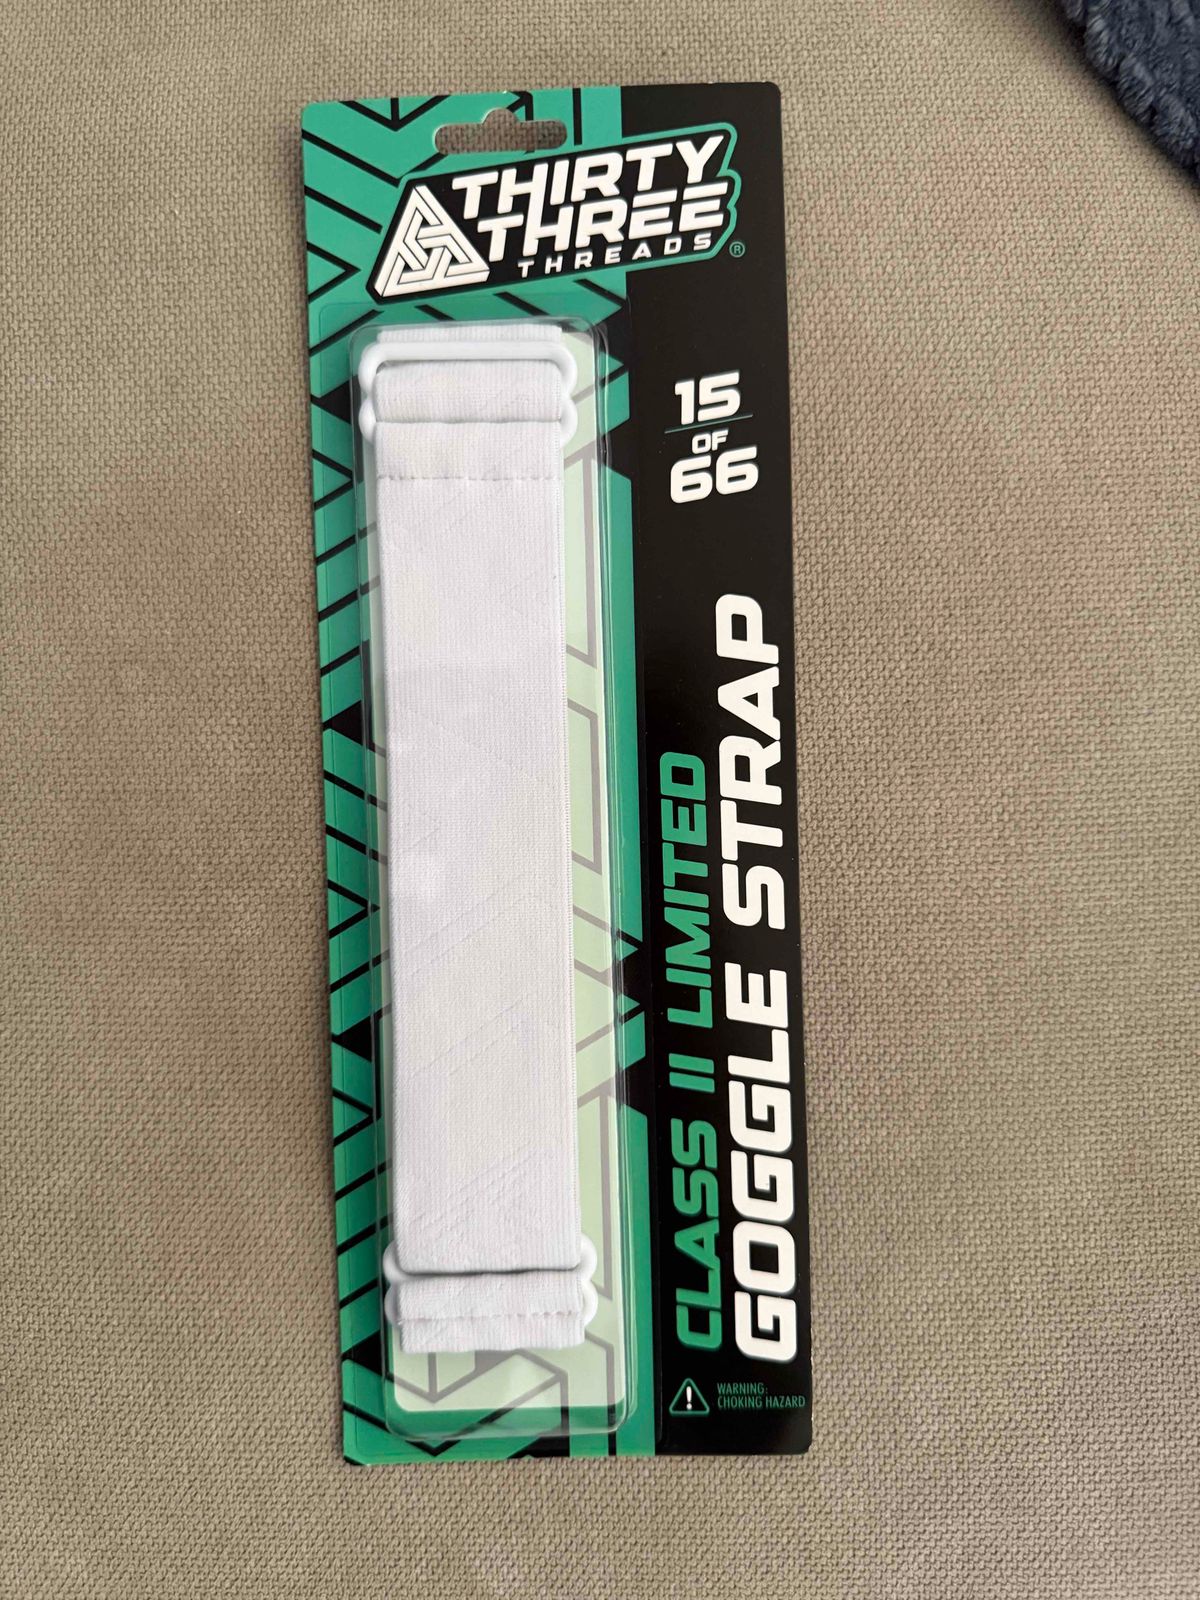 THIRTY
THREE
THREADS
®
15
OF
66
CLASS II LIMITED
GOGGLE STRAP
WARNING:
CHOKING HAZARD